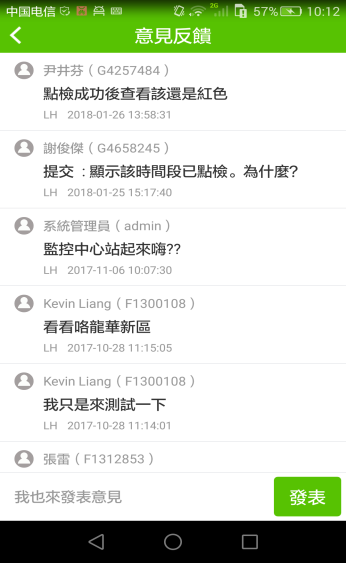 中国电信 2G 57% 10:12
意見反饋
尹井芬（G4257484）
點檢成功後查看該還是紅色
LH 2018-01-26 13:58:31
謝俊傑（G4658245）
提交 ：顯示該時間段已點檢。為什麼?
LH 2018-01-25 15:17:40
系統管理員（admin）
監控中心站起來嗨??
LH 2017-11-06 10:07:30
Kevin Liang（F1300108）
看看咯龍華新區
LH 2017-10-28 11:15:05
Kevin Liang（F1300108）
我只是來測試一下
LH 2017-10-28 11:14:01
張雷（F1312853）
我也來發表意見
發表